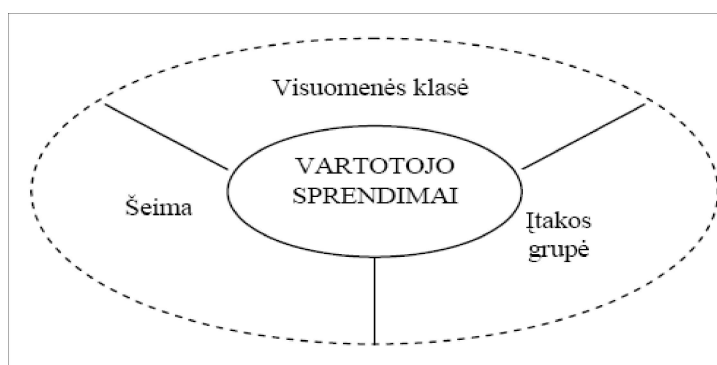 Visuomenės klasė
VARTOTOJO
SPRENDIMAI
Šeima
Įtakos
grupė